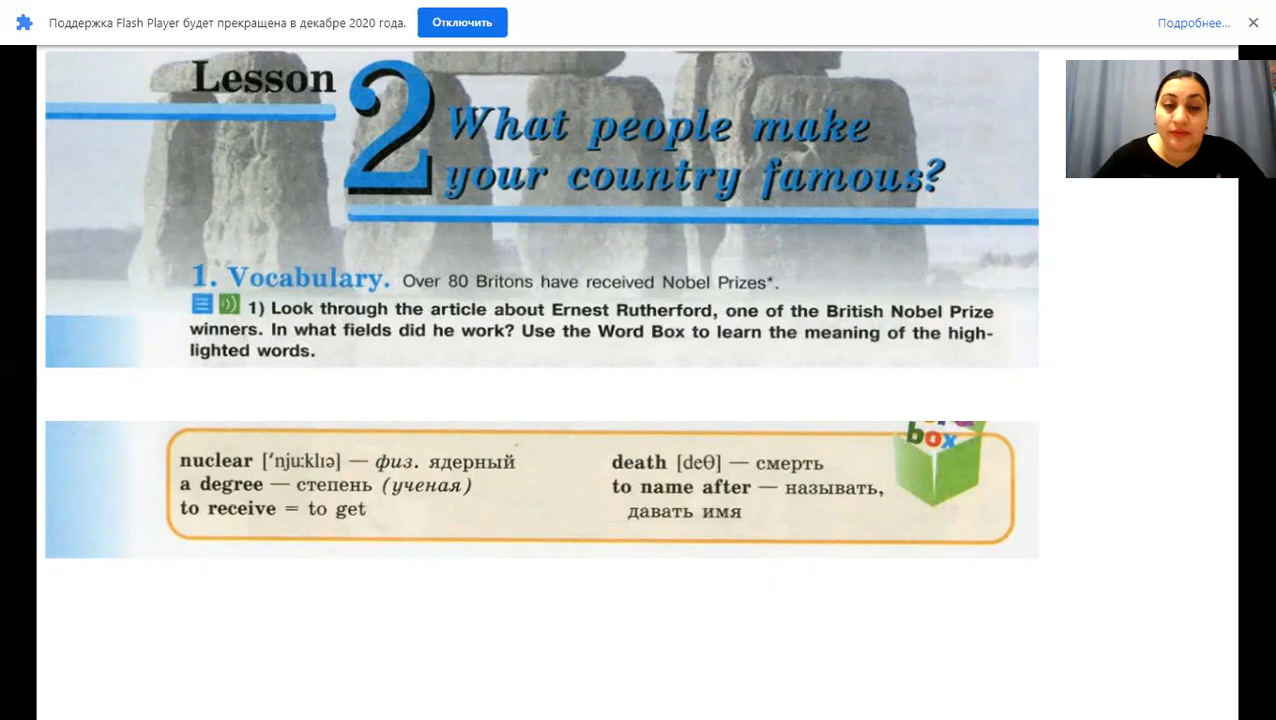 Поддержка Flash Player будет прекращена в декабре 2020 года. Отключить Подробнее...
Lesson 2
What people make
your country famous?
1. Vocabulary. Over 80 Britons have received Nobel Prizes*.
1) Look through the article about Ernest Rutherford, one of the British Nobel Prize
winners. In what fields did he work? Use the Word Box to learn the meaning of the high-
lighted words.
box
nuclear [ʹnju:klıə] — физ. ядерный
a degree — степень (ученая)
to receive = to get
death [deθ] — смерть
to name after — называть,
давать имя